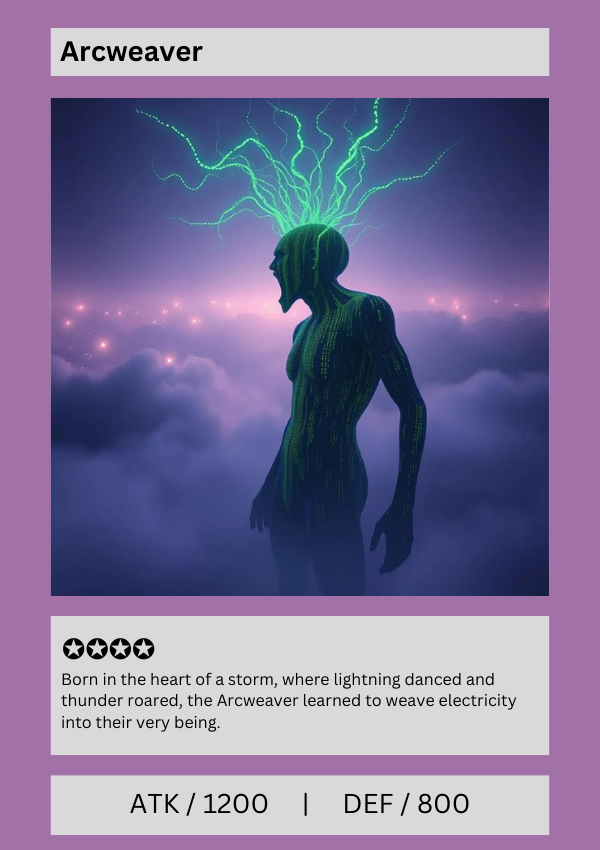 Arcweaver
✪✪✪✪
Born in the heart of a storm, where lightning danced and
thunder roared, the Arcweaver learned to weave electricity
into their very being.
ATK / 1200 | DEF / 800